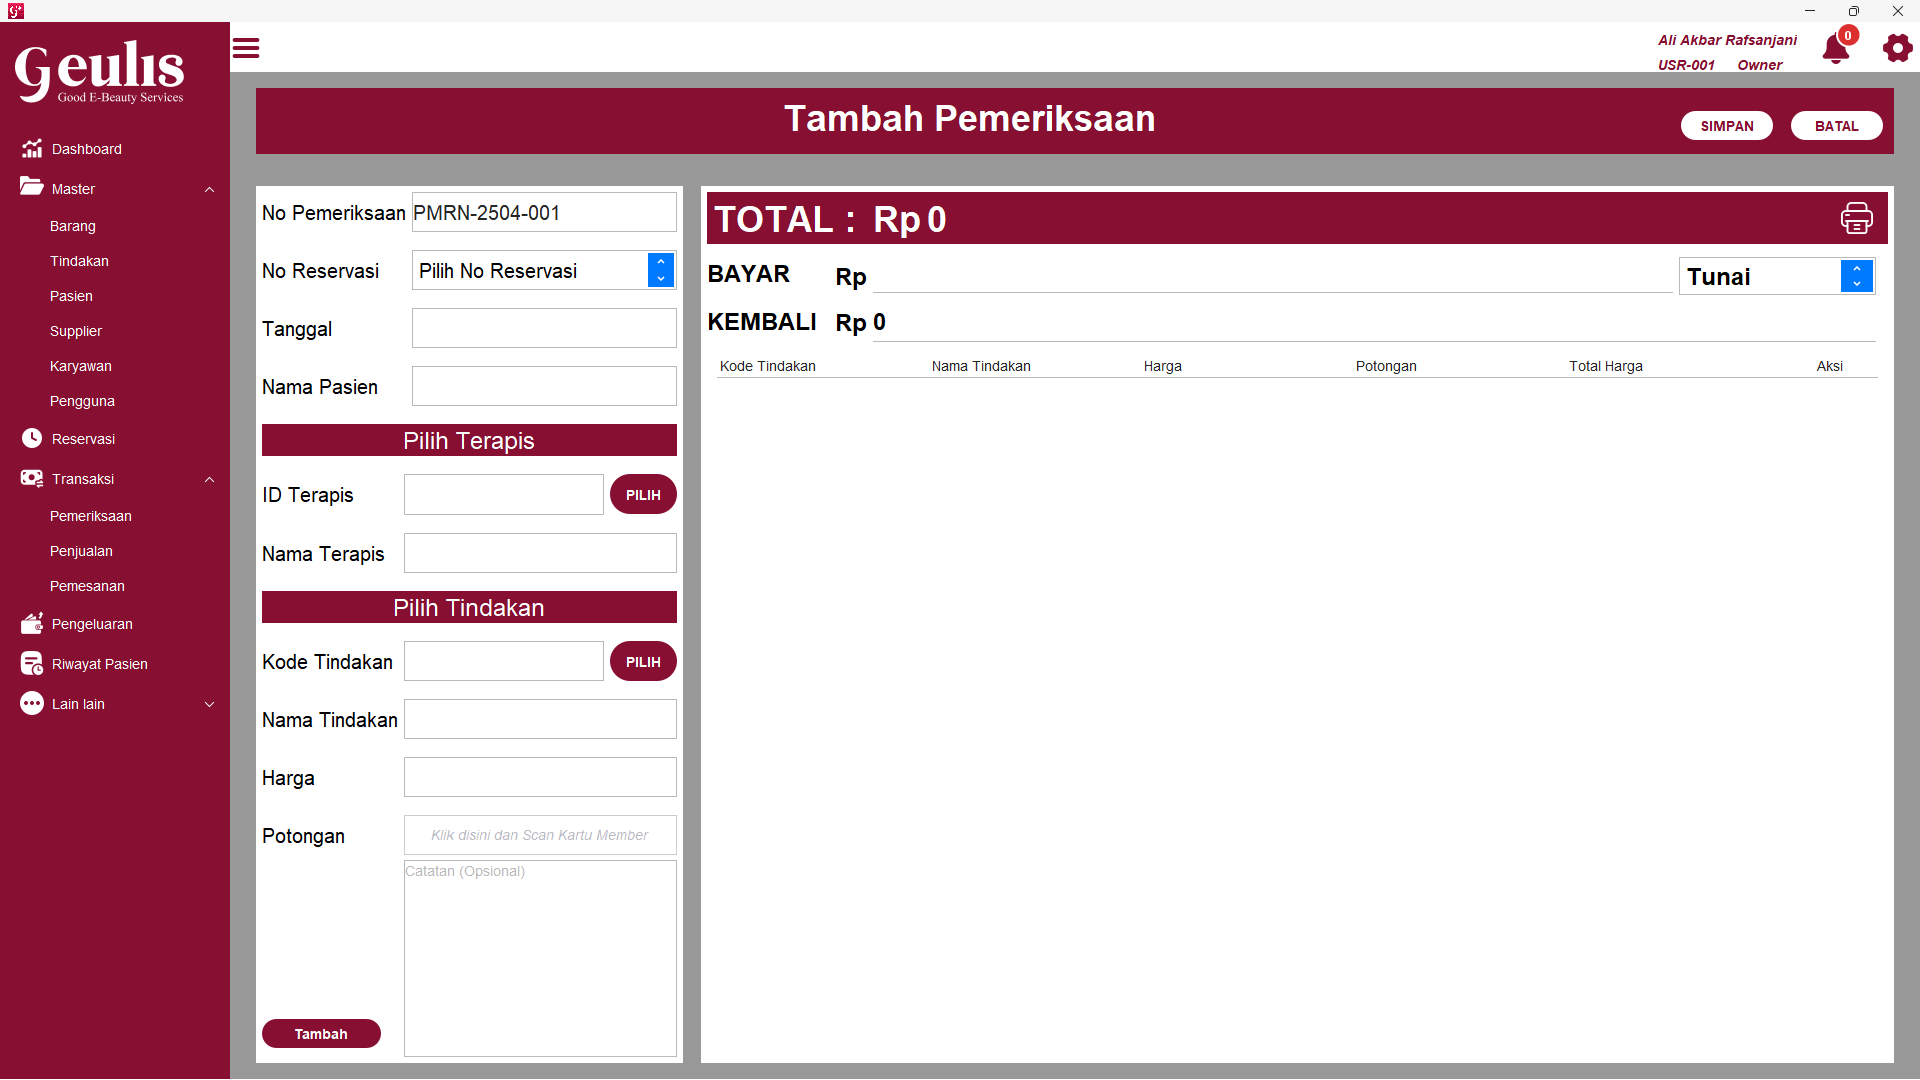 Geulis
Good E-Beauty Services
Dashboard
Master
Barang
Tindakan
Pasien
Supplier
Karyawan
Pengguna
Reservasi
Transaksi
Pemeriksaan
Penjualan
Pemesanan
Pengeluaran
Riwayat Pasien
Lain lain
Ali Akbar Rafsanjani
USR-001 Owner
0
Tambah Pemeriksaan
SIMPAN BATAL
No Pemeriksaan PMRN-2504-001
No Reservasi Pilih No Reservasi
Tanggal
Nama Pasien
Pilih Terapis
ID Terapis PILIH
Nama Terapis
Pilih Tindakan
Kode Tindakan PILIH
Nama Tindakan
Harga
Potongan Klik disini dan Scan Kartu Member
Catatan (Opsional)
Tambah
TOTAL : Rp 0
BAYAR Rp Tunai
KEMBALI Rp 0
Kode Tindakan Nama Tindakan Harga Potongan Total Harga Aksi